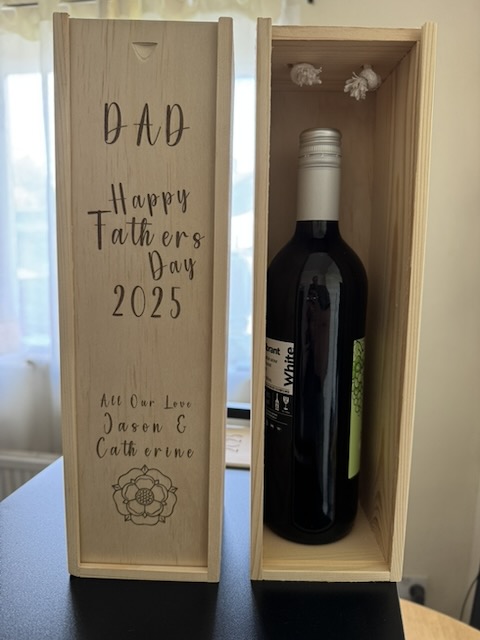 DAD
Happy
Fathers
Day
2025
All Our Love
Jason &
Catherine
White